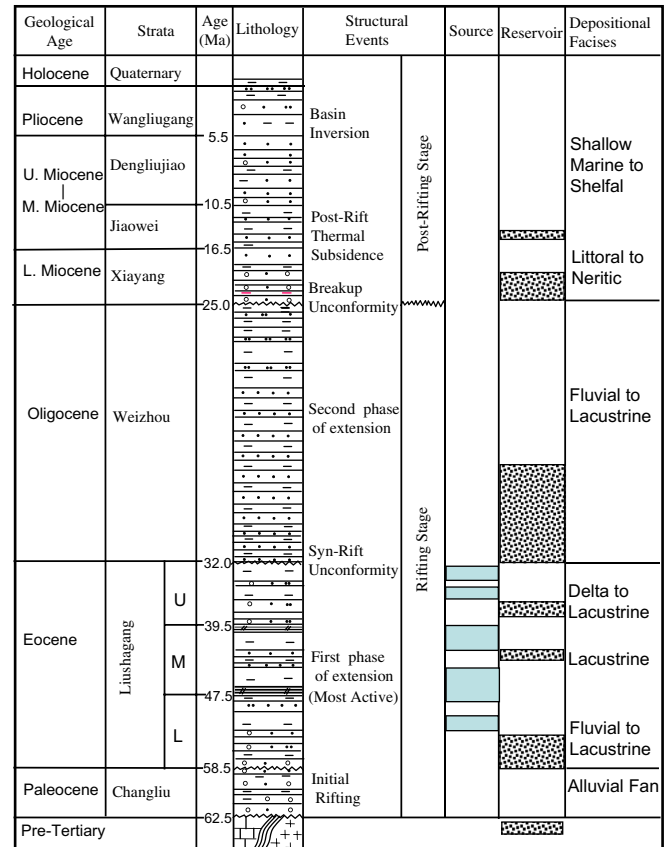 Geological
Age
Strata
Age
(Ma)
Lithology
Structural
Events
Source
Reservoir
Depositional
Facises
Holocene
Quaternary
Pliocene
Wangliugang
Basin
Inversion
5.5
U. Miocene
|
M. Miocene
Dengliujiao
Shallow
Marine to
Shelfal
10.5
Jiaowei
Post-Rift
Thermal
Subsidence
Post-Rifting Stage
16.5
L. Miocene
Xiayang
Littoral to
Neritic
Breakup
Unconformity
25.0
Oligocene
Weizhou
Second phase
of extension
Fluvial to
Lacustrine
Syn-Rift
Unconformity
Rifting Stage
32.0
Eocene
Liushagang
U
Delta to
Lacustrine
39.5
M
First phase
of extension
(Most Active)
Lacustrine
47.5
L
Fluvial to
Lacustrine
58.5
Paleocene
Changliu
Initial
Rifting
Alluvial Fan
62.5
Pre-Tertiary